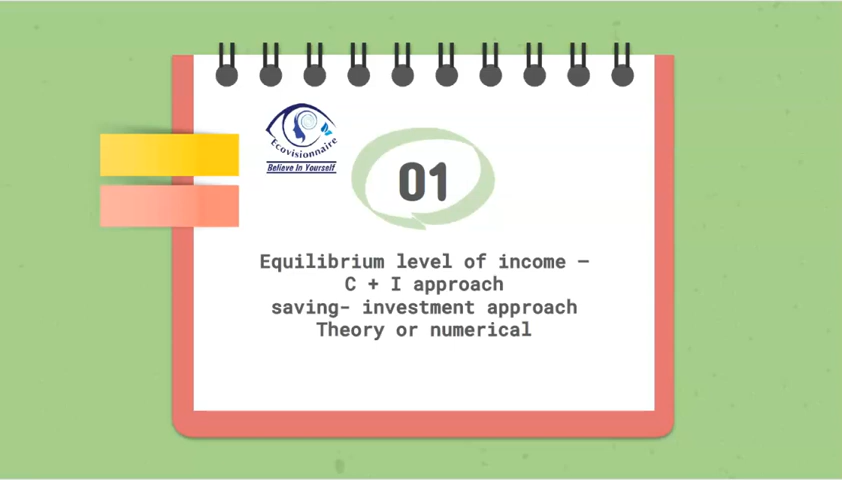 Ecovisionnaire
Believe In Yourself
01
Equilibrium level of income –
C + I approach
saving- investment approach
Theory or numerical